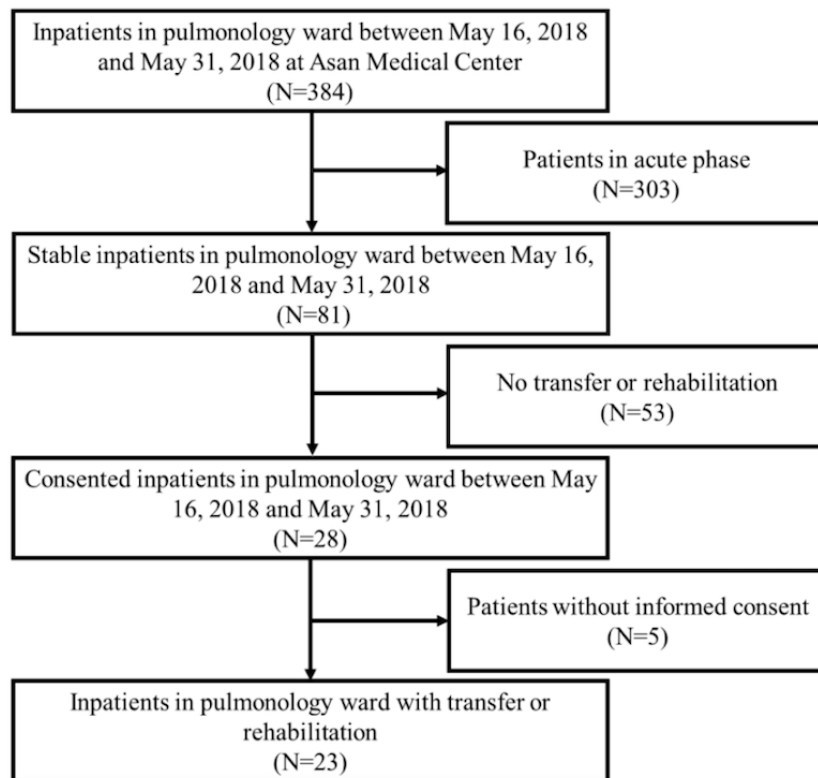 Inpatients in pulmonology ward between May 16, 2018
and May 31, 2018 at Asan Medical Center
(N=384)
Patients in acute phase
(N=303)
Stable inpatients in pulmonology ward between May 16,
2018 and May 31, 2018
(N=81)
No transfer or rehabilitation
(N=53)
Consented inpatients in pulmonology ward between May
16, 2018 and May 31, 2018
(N=28)
Patients without informed consent
(N=5)
Inpatients in pulmonology ward with transfer or
rehabilitation
(N=23)